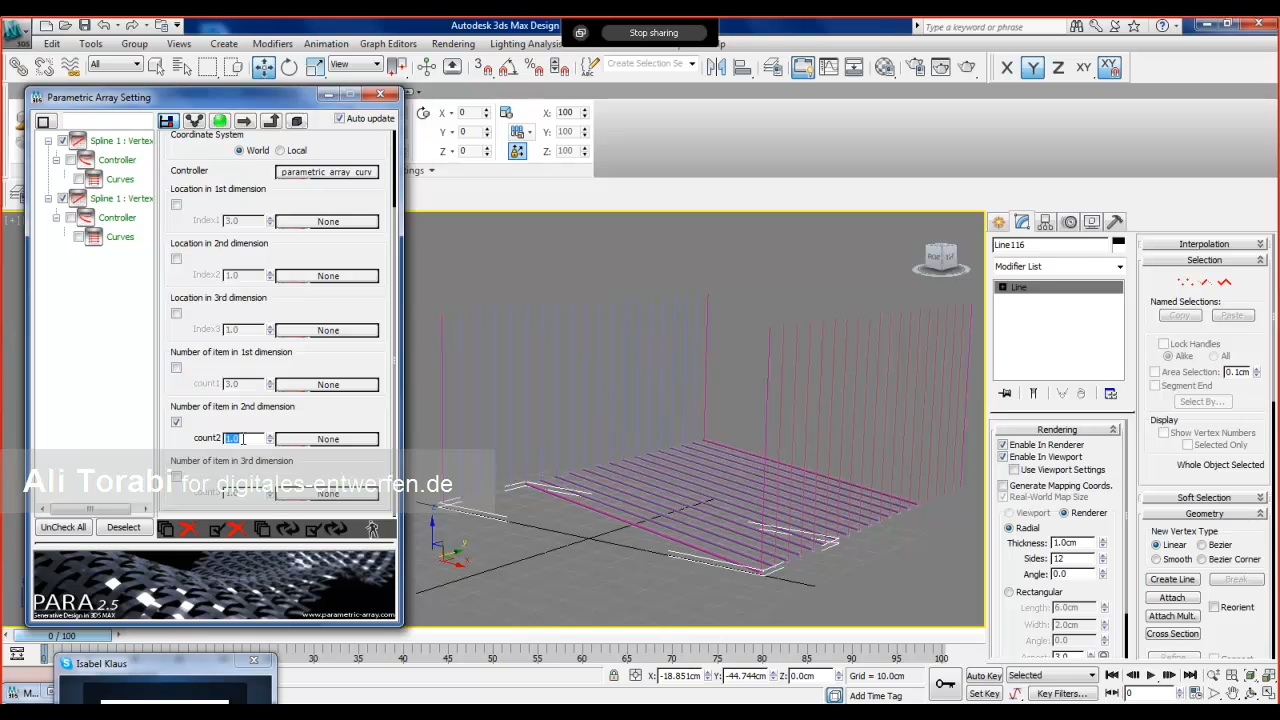 Autodesk 3ds Max Design
Stop sharing
Type a keyword or phrase
Edit Tools Group Views Create Modifiers Animation Graph Editors Rendering Lighting Analysis
All
View
Create Selection Se
X Y Z XY XY
Parametric Array Setting
Auto update
X: 0 X: 100
Y: 0 Y: 100
Z: 0 Z: 100
Spline 1 : Vertex
Controller
Curves
Spline 1 : Vertex
Controller
Curves
Coordinate System
World Local
Controller parametric array curv
Location in 1st dimension
Index1 3.0 None
Location in 2nd dimension
Index2 1.0 None
Location in 3rd dimension
Index3 1.0 None
Number of item in 1st dimension
count1 3.0 None
Number of item in 2nd dimension
count2 1.0 None
Number of item in 3rd dimension
None
Ali Torabi for digitales-entwerfen.de
UnCheck All Deselect
PARA 2.5
Generative Design in 3DS MAX
www.parametric-array.com
Line116
Modifier List
Line
Rendering
Enable In Renderer
Enable In Viewport
Use Viewport Settings
Generate Mapping Coords.
Real-World Map Size
Viewport Renderer
Radial
Thickness: 1.0cm
Sides: 12
Angle: 0.0
Rectangular
Length: 6.0cm
Width: 2.0cm
Angle: 0.0
Interpolation
Selection
Named Selections:
Copy Paste
Lock Handles
Alike All
Area Selection: 0.1cm
Segment End
Select By...
Display
Show Vertex Numbers
Selected Only
Whole Object Selected
Soft Selection
Geometry
New Vertex Type
Linear Bezier
Smooth Bezier Corner
Create Line Break
Attach Reorient
Attach Mult.
Cross Section
0 / 100
30 35 40 45 50 55 60 65 70 75 80 85 90 95 100
Isabel Klaus
X: -18.851cm Y: -44.744cm Z: 0.0cm Grid = 10.0cm
Auto Key Selected
Add Time Tag Set Key Key Filters... 0